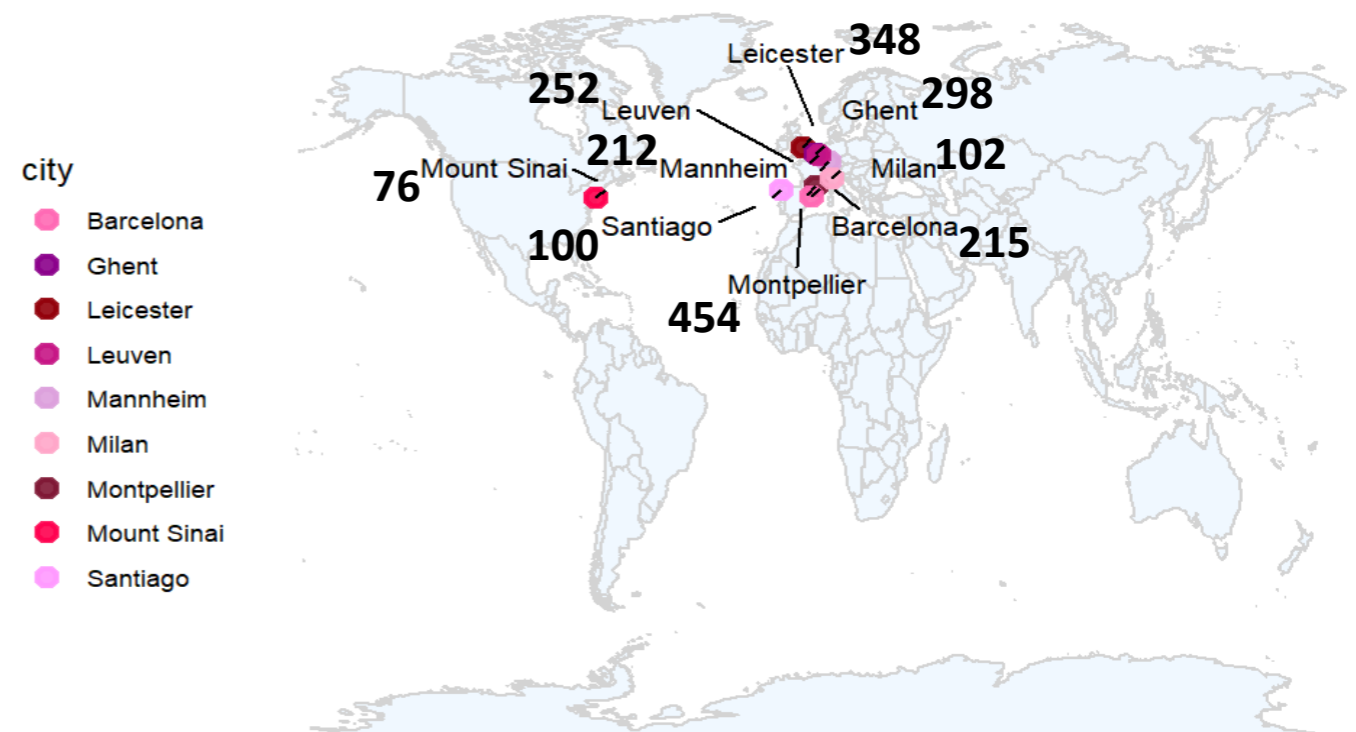 Leicester 348
252 Leuven
Ghent 298
212 Mannheim
Milan 102
76 Mount Sinai
100 Santiago
Barcelona 215
Montpellier
454
city
Barcelona
Ghent
Leicester
Leuven
Mannheim
Milan
Montpellier
Mount Sinai
Santiago